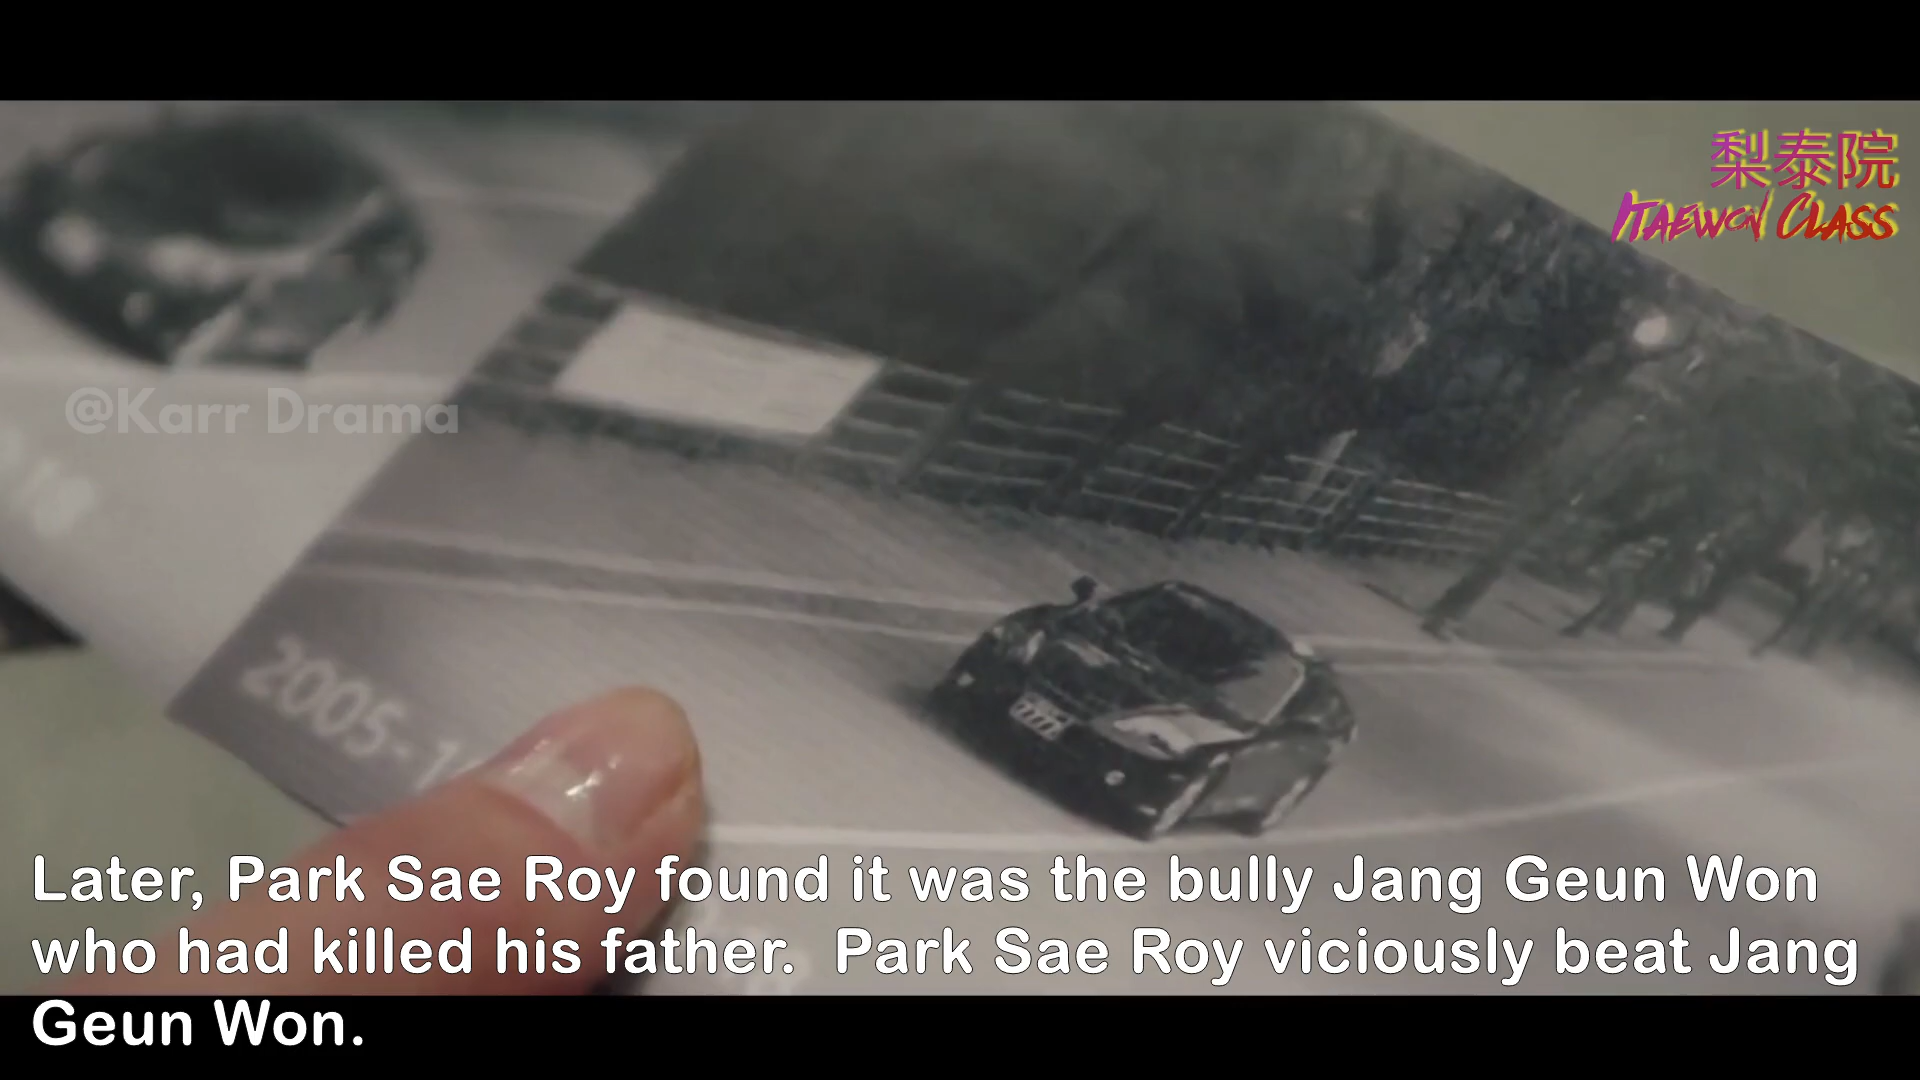 梨泰院
ITAEWON CLASS
@Karr Drama
2005-1
Later, Park Sae Roy found it was the bully Jang Geun Won
who had killed his father.  Park Sae Roy viciously beat Jang
Geun Won.